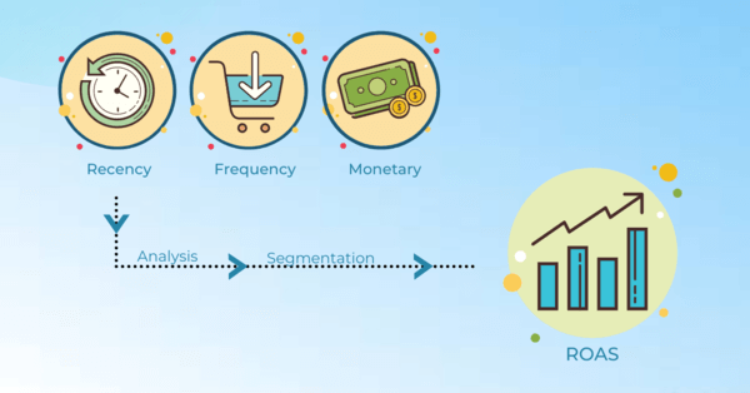 Recency
Frequency
Monetary
Analysis
Segmentation
ROAS